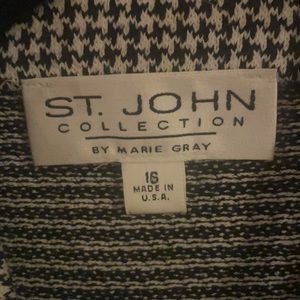 ST. JOHN
COLLECTION
BY MARIE GRAY
16
MADE IN
U.S.A.